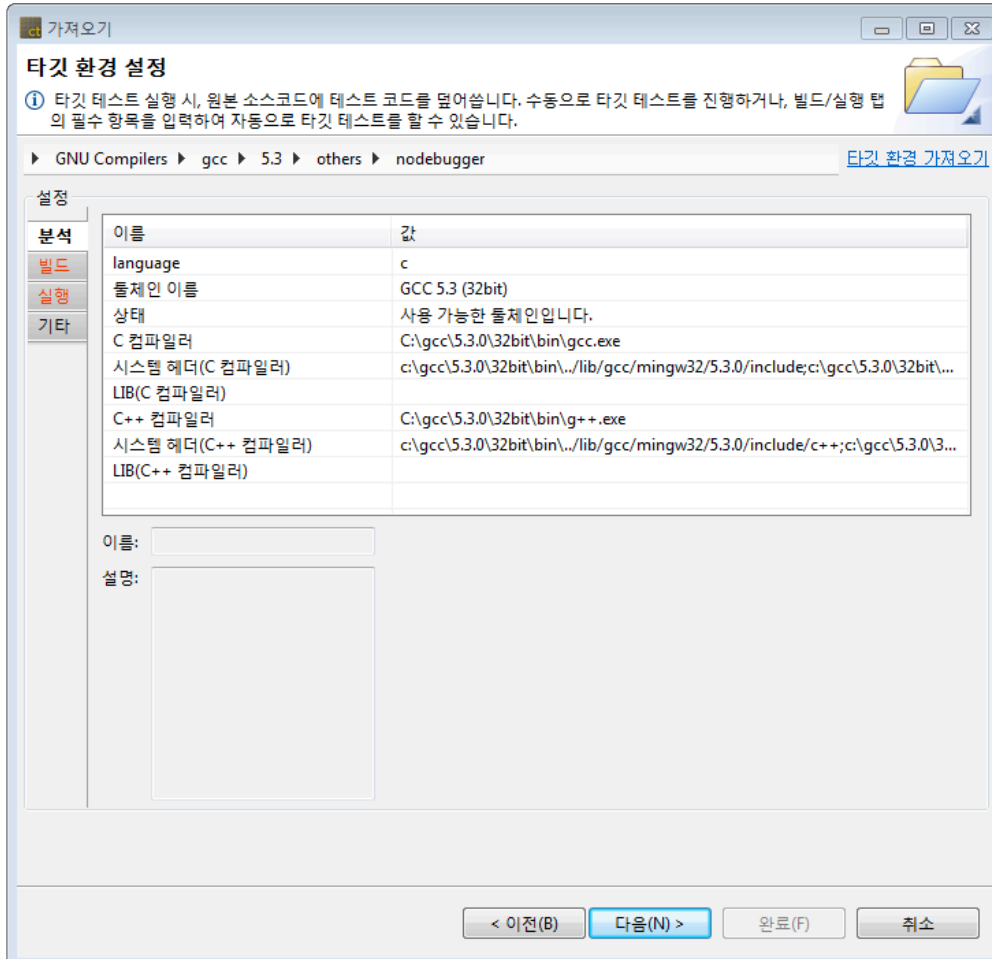 ct 가져오기
타깃 환경 설정
타깃 테스트 실행 시, 원본 소스코드에 테스트 코드를 덮어씁니다. 수동으로 타깃 테스트를 진행하거나, 빌드/실행 탭
의 필수 항목을 입력하여 자동으로 타깃 테스트를 할 수 있습니다.
GNU Compilers gcc 5.3 others nodebugger 타깃 환경 가져오기
설정
분석
빌드
실행
기타
이름 값
language c
툴체인 이름 GCC 5.3 (32bit)
상태 사용 가능한 툴체인입니다.
C 컴파일러 C:\gcc\5.3.0\32bit\bin\gcc.exe
시스템 헤더(C 컴파일러) c:\gcc\5.3.0\32bit\bin\../lib/gcc/mingw32/5.3.0/include;c:\gcc\5.3.0\32bit\...
LIB(C 컴파일러)
C++ 컴파일러 C:\gcc\5.3.0\32bit\bin\g++.exe
시스템 헤더(C++ 컴파일러) c:\gcc\5.3.0\32bit\bin\../lib/gcc/mingw32/5.3.0/include/c++;c:\gcc\5.3.0\3...
LIB(C++ 컴파일러)
이름:
설명:
< 이전(B) 다음(N) > 완료(F) 취소